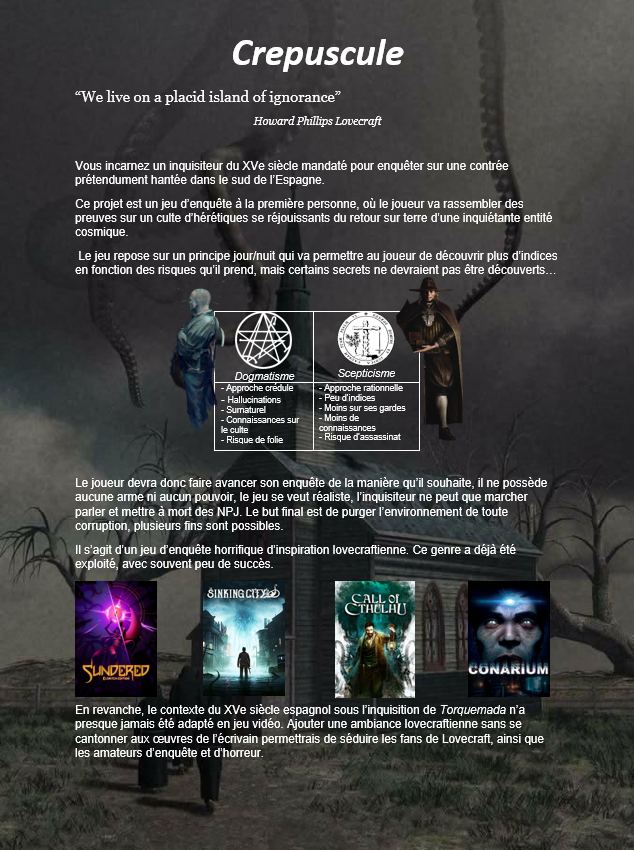 Crepuscule
“We live on a placid island of ignorance”
Howard Phillips Lovecraft
Vous incarnez un inquisiteur du XVe siècle mandaté pour enquêter sur une contrée
prétendument hantée dans le sud de l’Espagne.
Ce projet est un jeu d’enquête à la première personne, où le joueur va rassembler des
preuves sur un culte d’hérétiques se réjouissants du retour sur terre d’une inquiétante entité
cosmique.
Le jeu repose sur un principe jour/nuit qui va permettre au joueur de découvrir plus d’indices
en fonction des risques qu’il prend, mais certains secrets ne devraient pas être découverts…
Dogmatisme
- Approche crédule
- Hallucinations
- Surnaturel
- Connaissances sur
le culte
- Risque de folie
Scepticisme
- Approche rationnelle
- Peu d’indices
- Moins sur ses gardes
- Moins de
connaissances
- Risque d’assassinat
Le joueur devra donc faire avancer son enquête de la manière qu’il souhaite, il ne possède
aucune arme ni aucun pouvoir, le jeu se veut réaliste, l’inquisiteur ne peut que marcher
parler et mettre à mort des NPJ. Le but final est de purger l’environnement de toute
corruption, plusieurs fins sont possibles.
Il s’agit d’un jeu d’enquête horrifique d’inspiration lovecraftienne. Ce genre a déjà été
exploité, avec souvent peu de succès.
SUNDERED
SINKING CITY
CALL OF
CTHULHU
CONARIUM
En revanche, le contexte du XVe siècle espagnol sous l’inquisition de Torquemada n’a
presque jamais été adapté en jeu vidéo. Ajouter une ambiance lovecraftienne sans se
cantonner aux œuvres de l’écrivain permettrais de séduire les fans de Lovecraft, ainsi que
les amateurs d’enquête et d’horreur.